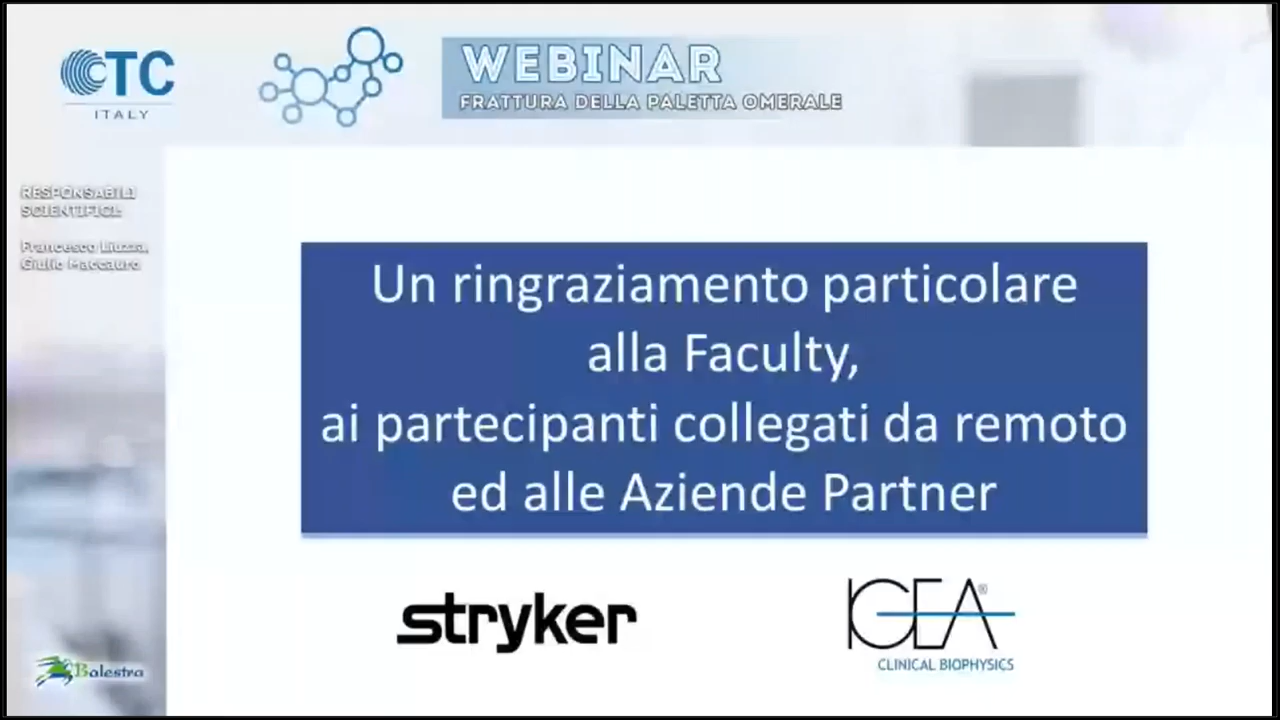 OTC
ITALY
WEBINAR
FRATTURA DELLA PALETTA OMERALE
RESPONSABILI
SCIENTIFICI:
Francesco Liuzza,
Giulio Maccauro
Un ringraziamento particolare
alla Faculty,
ai partecipanti collegati da remoto
ed alle Aziende Partner
stryker
IGEA®
CLINICAL BIOPHYSICS
Balestra